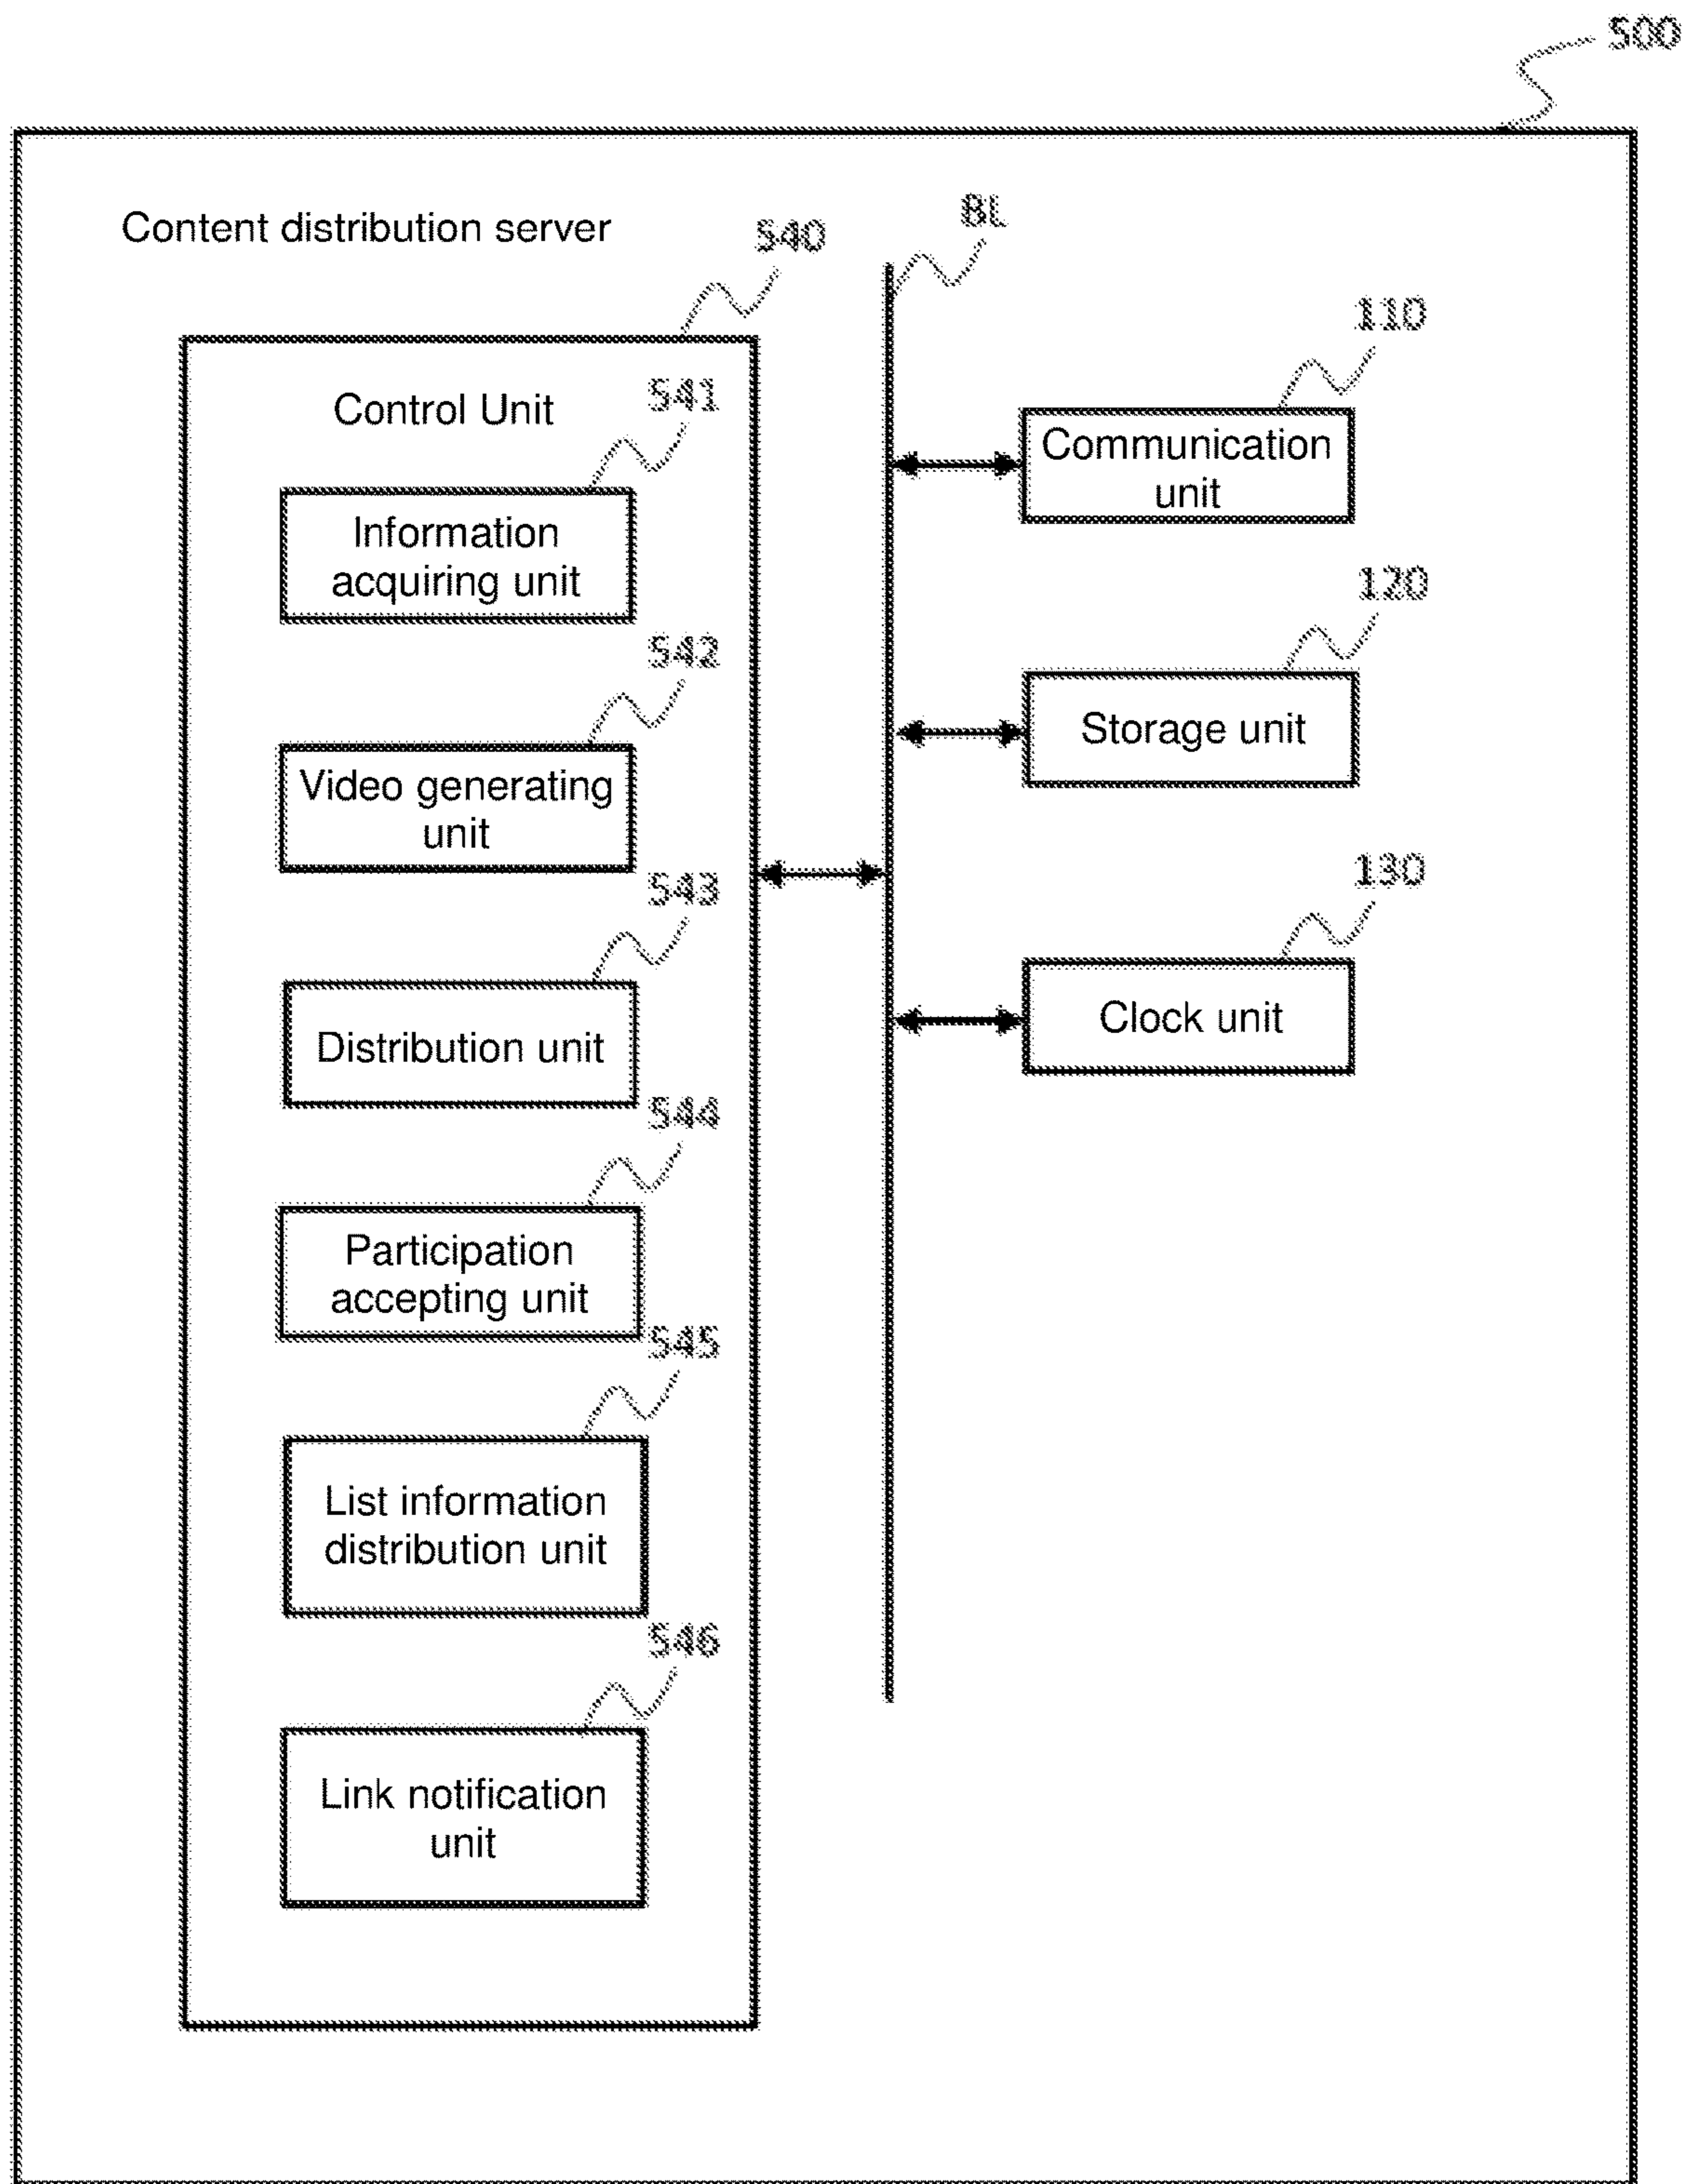 500
Content distribution server
540
BL
110
Control Unit
541
Communication
unit
Information
acquiring unit
120
542
Storage unit
Video generating
unit
130
543
Clock unit
Distribution unit
544
Participation
accepting unit
545
List information
distribution unit
546
Link notification
unit